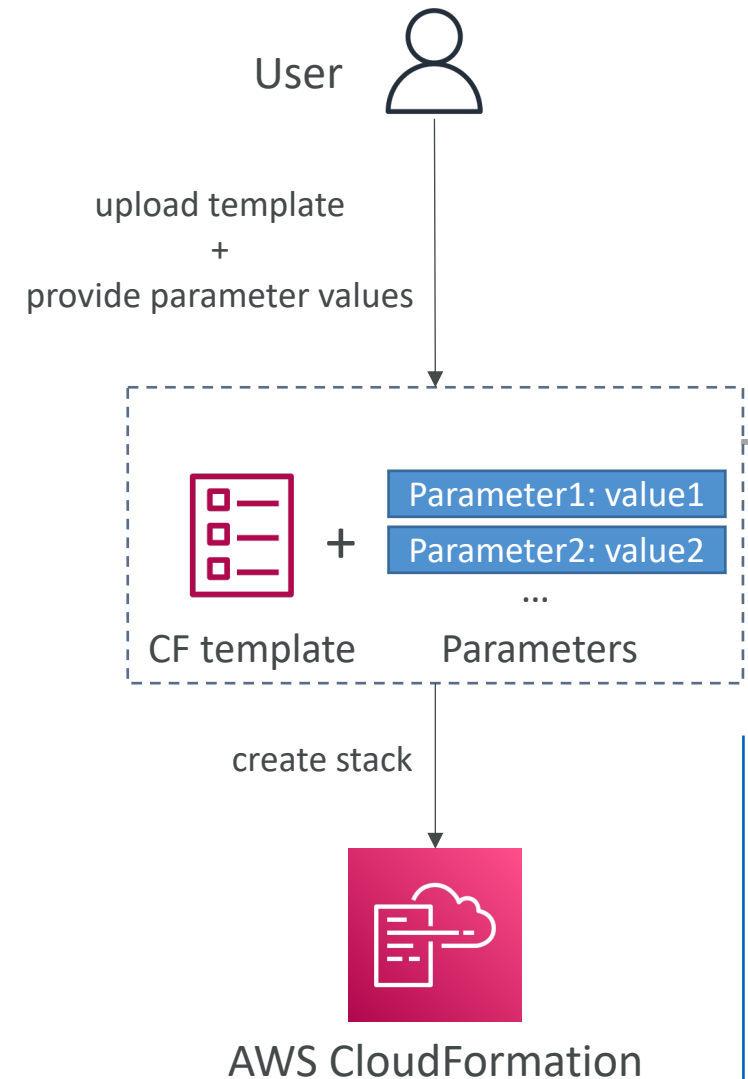 User
upload template
+
provide parameter values
Parameter1: value1
+
Parameter2: value2
...
CF template
Parameters
create stack
AWS CloudFormation